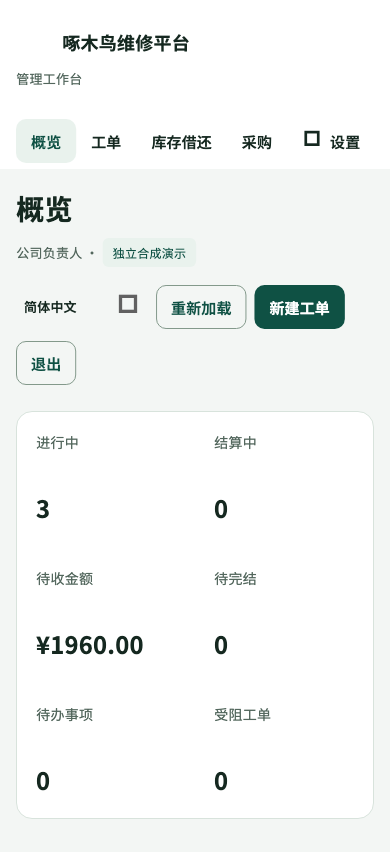 啄木鸟维修平台
管理工作台
概览 工单 库存借还 采购 设置
概览
公司负责人 · 独立合成演示
简体中文 重新加载 新建工单
退出
进行中 结算中
3 0
待收金额 待完结
¥1960.00 0
待办事项 受阻工单
0 0